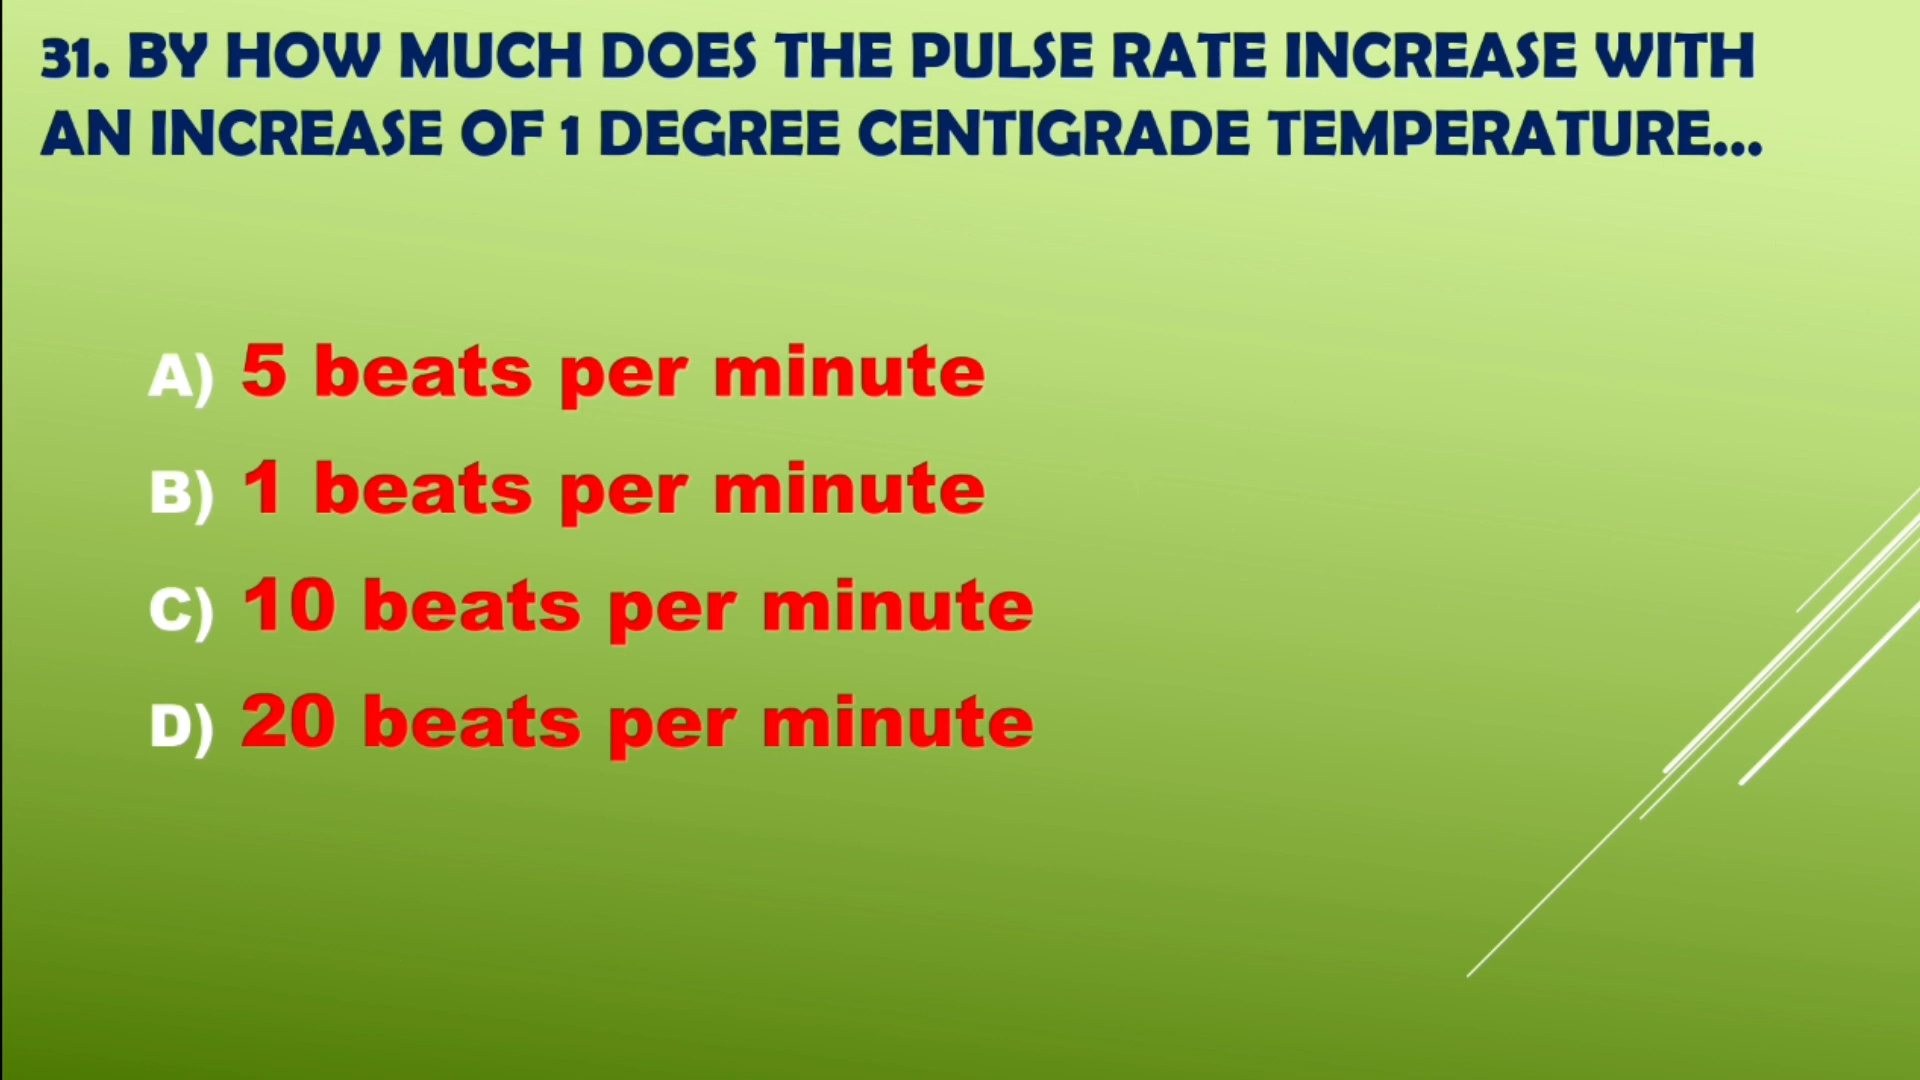 31. BY HOW MUCH DOES THE PULSE RATE INCREASE WITH
AN INCREASE OF 1 DEGREE CENTIGRADE TEMPERATURE...
A) 5 beats per minute
B) 1 beats per minute
C) 10 beats per minute
D) 20 beats per minute